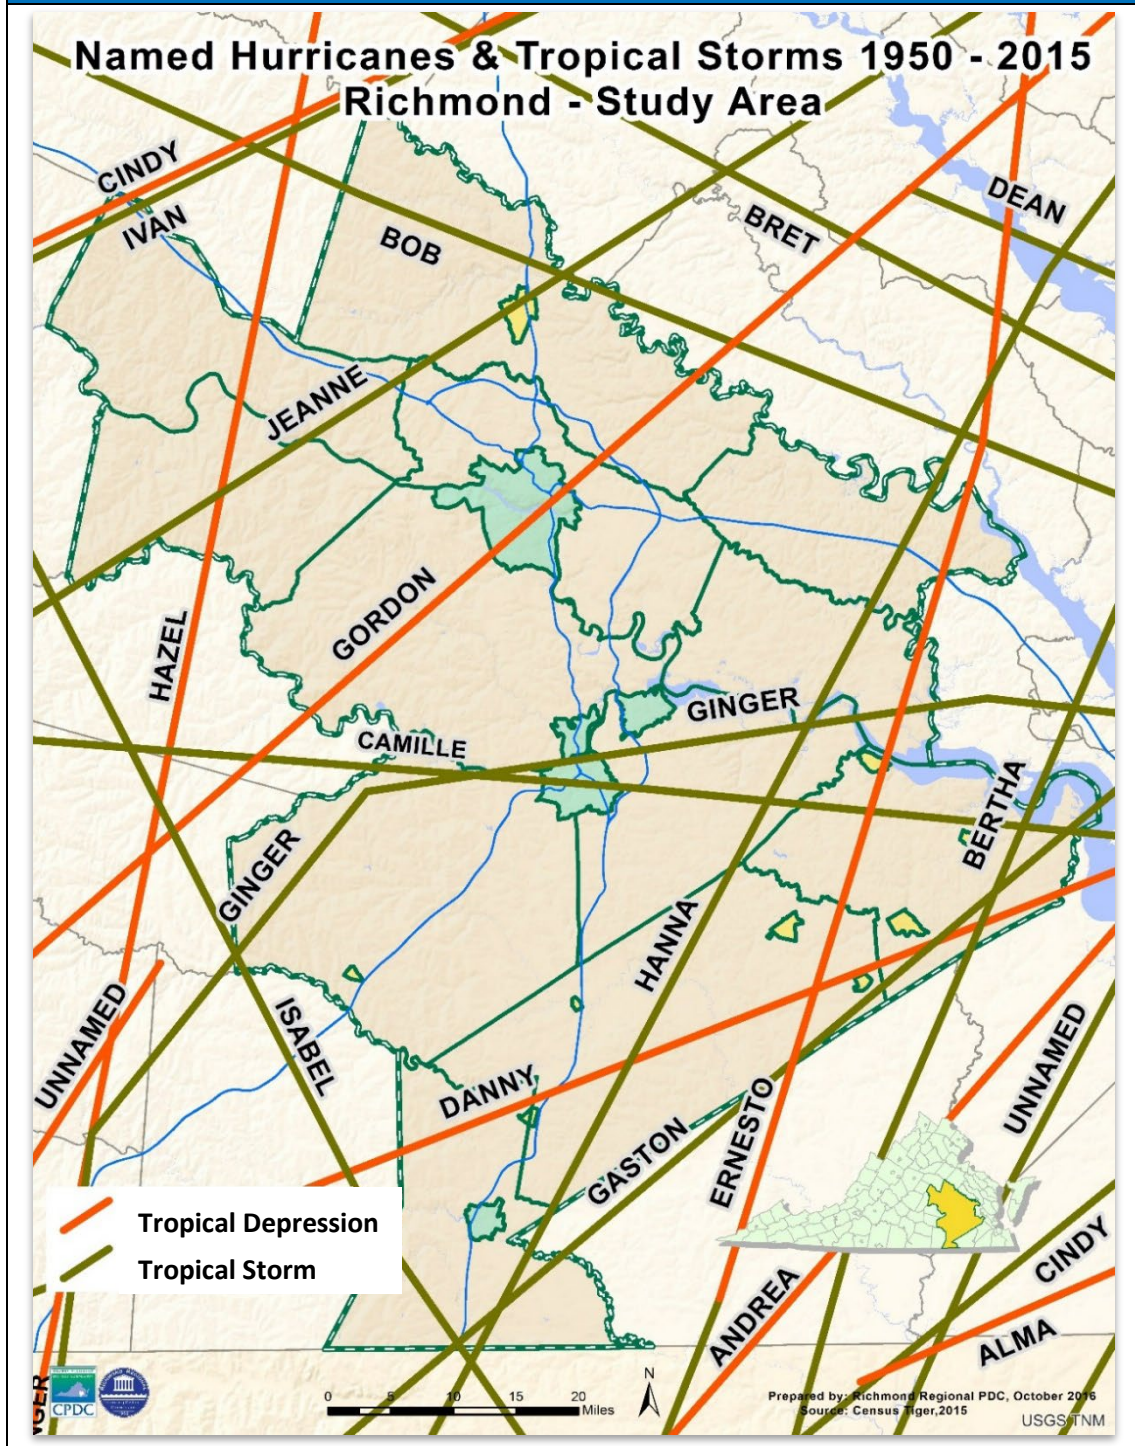 Named Hurricanes & Tropical Storms 1950 - 2015
Richmond - Study Area
CINDY
IVAN
BOB
BRET
DEAN
JEANNE
HAZEL
GORDON
GINGER
CAMILLE
BERTHA
GINGER
HANNA
UNNAMED
ISABEL
UNNAMED
DANNY
GASTON
ERNESTO
Tropical Depression
Tropical Storm
CINDY
ANDREA
ALMA
NGER
CPDC
0 5 10 15 20
Miles
N
Prepared by: Richmond Regional PDC, October 2016
Source: Census Tiger,2015
USGS TNM